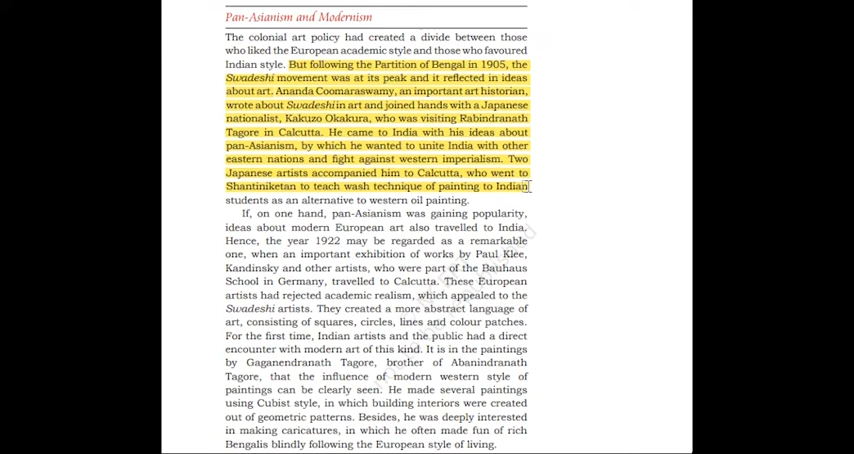 Pan-Asianism and Modernism
The colonial art policy had created a divide between those
who liked the European academic style and those who favoured
Indian style. But following the Partition of Bengal in 1905, the
Swadeshi movement was at its peak and it reflected in ideas
about art. Ananda Coomaraswamy, an important art historian,
wrote about Swadeshi in art and joined hands with a Japanese
nationalist, Kakuzo Okakura, who was visiting Rabindranath
Tagore in Calcutta. He came to India with his ideas about
pan-Asianism, by which he wanted to unite India with other
eastern nations and fight against western imperialism. Two
Japanese artists accompanied him to Calcutta, who went to
Shantiniketan to teach wash technique of painting to Indian
students as an alternative to western oil painting.
If, on one hand, pan-Asianism was gaining popularity,
ideas about modern European art also travelled to India.
Hence, the year 1922 may be regarded as a remarkable
one, when an important exhibition of works by Paul Klee,
Kandinsky and other artists, who were part of the Bauhaus
School in Germany, travelled to Calcutta. These European
artists had rejected academic realism, which appealed to the
Swadeshi artists. They created a more abstract language of
art, consisting of squares, circles, lines and colour patches.
For the first time, Indian artists and the public had a direct
encounter with modern art of this kind. It is in the paintings
by Gaganendranath Tagore, brother of Abanindranath
Tagore, that the influence of modern western style of
paintings can be clearly seen. He made several paintings
using Cubist style, in which building interiors were created
out of geometric patterns. Besides, he was deeply interested
in making caricatures, in which he often made fun of rich
Bengalis blindly following the European style of living.